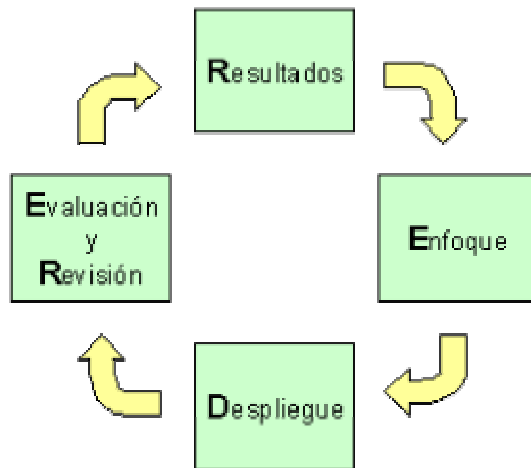 Resultados
Enfoque
Despliegue
Evaluación
y
Revisión